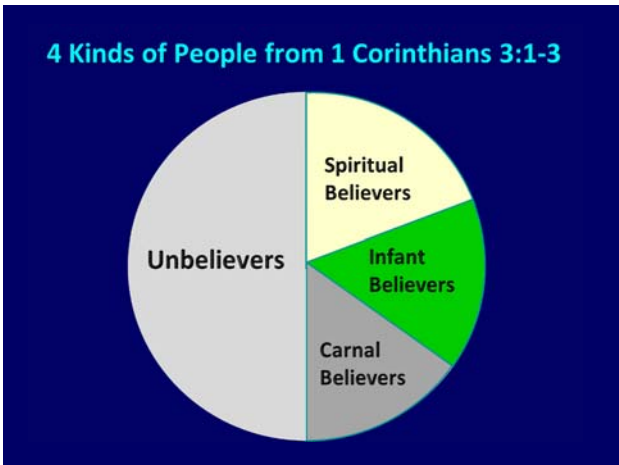 4 Kinds of People from 1 Corinthians 3:1-3
Spiritual
Believers
Unbelievers
Infant
Believers
Carnal
Believers